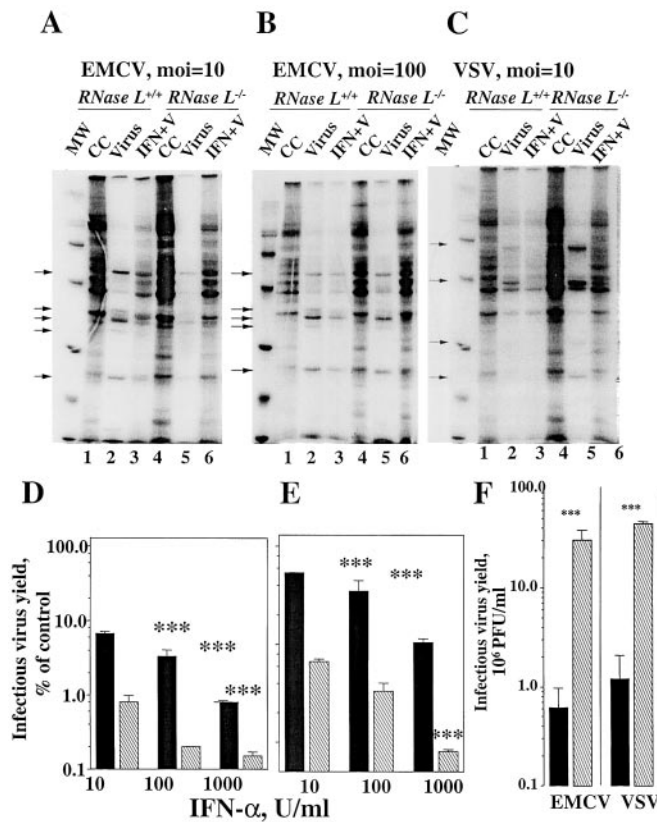 A
B
C
EMCV, moi=10
EMCV, moi=100
VSV, moi=10
RNase L+/+ RNase L-/-
RNase L+/+ RNase L-/-
RNase L+/+ RNase L-/-
MW CC Virus IFN+V CC Virus IFN+V
MW CC Virus IFN+V CC Virus IFN+V
MW CC Virus IFN+V CC Virus IFN+V
1 2 3 4 5 6
1 2 3 4 5 6
1 2 3 4 5 6
D
E
F
Infectious virus yield,
% of control
100.0
10.0
1.0
0.1
***
***
***
10 100 1000
***
***
***
10 100 1000
IFN-α, U/ml
Infectious virus yield,
10⁶ PFU/ml
100.0
10.0
1.0
0.1
***
***
EMCV VSV